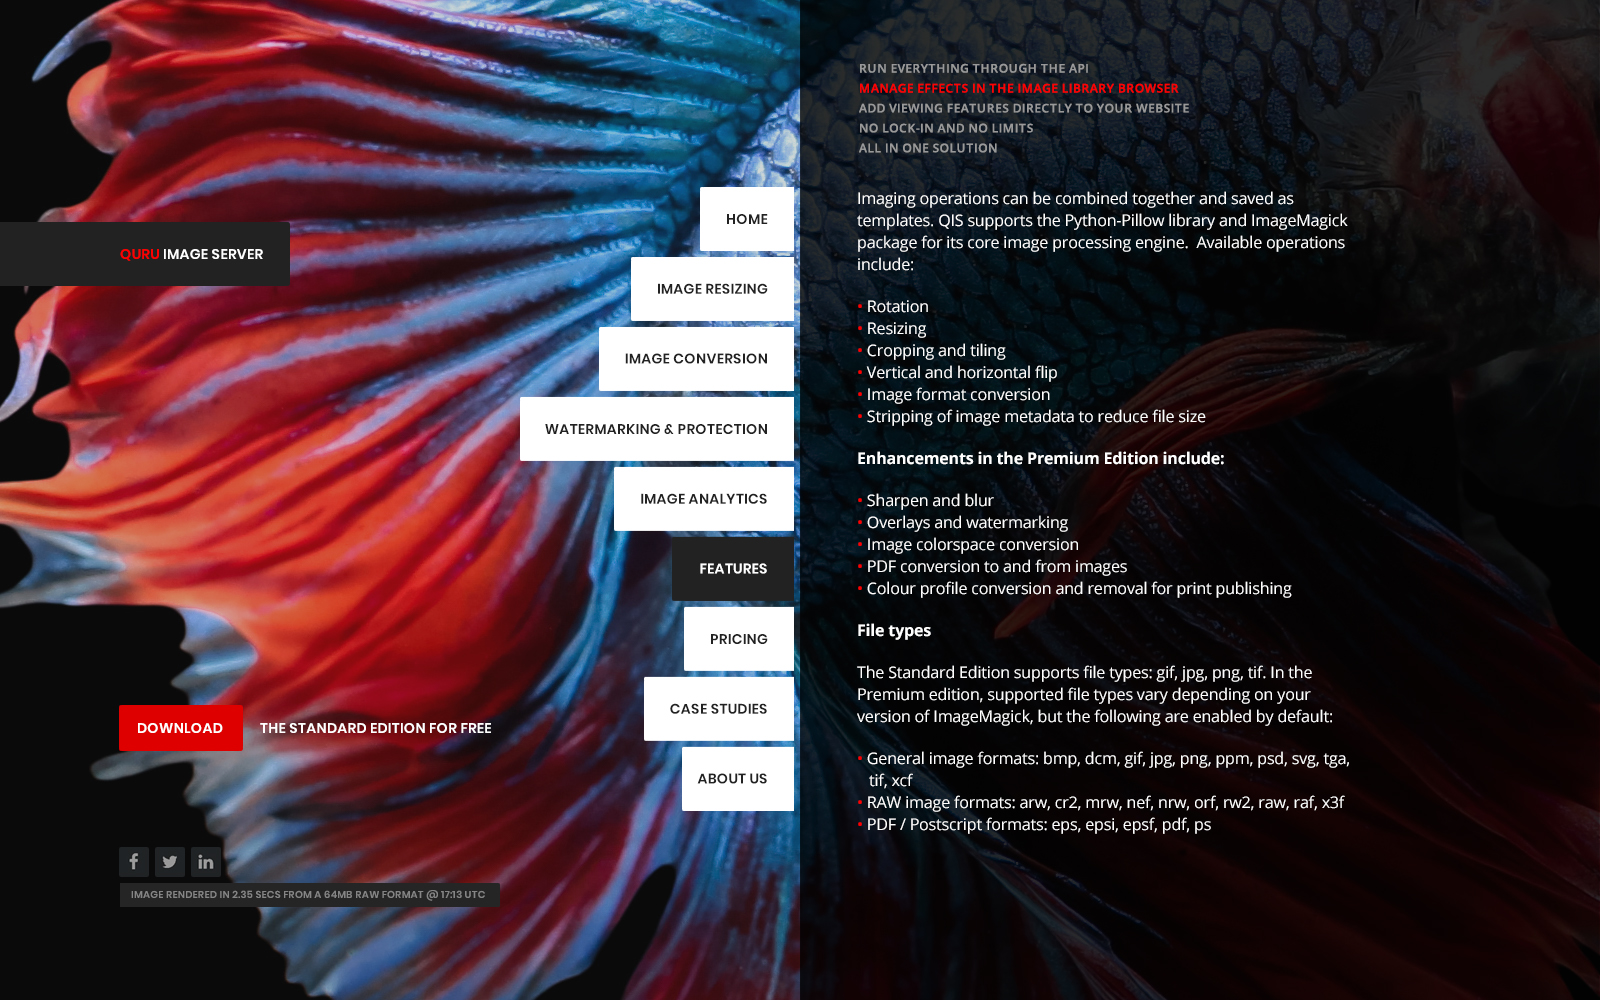 QURU IMAGE SERVER
HOME
IMAGE RESIZING
IMAGE CONVERSION
WATERMARKING & PROTECTION
IMAGE ANALYTICS
FEATURES
PRICING
CASE STUDIES
ABOUT US
DOWNLOAD THE STANDARD EDITION FOR FREE
IMAGE RENDERED IN 2.35 SECS FROM A 64MB RAW FORMAT @ 17:13 UTC
RUN EVERYTHING THROUGH THE API
MANAGE EFFECTS IN THE IMAGE LIBRARY BROWSER
ADD VIEWING FEATURES DIRECTLY TO YOUR WEBSITE
NO LOCK-IN AND NO LIMITS
ALL IN ONE SOLUTION
Imaging operations can be combined together and saved as
templates. QIS supports the Python-Pillow library and ImageMagick
package for its core image processing engine. Available operations
include:
• Rotation
• Resizing
• Cropping and tiling
• Vertical and horizontal flip
• Image format conversion
• Stripping of image metadata to reduce file size
Enhancements in the Premium Edition include:
• Sharpen and blur
• Overlays and watermarking
• Image colorspace conversion
• PDF conversion to and from images
• Colour profile conversion and removal for print publishing
File types
The Standard Edition supports file types: gif, jpg, png, tif. In the
Premium edition, supported file types vary depending on your
version of ImageMagick, but the following are enabled by default:
• General image formats: bmp, dcm, gif, jpg, png, ppm, psd, svg, tga,
tif, xcf
• RAW image formats: arw, cr2, mrw, nef, nrw, orf, rw2, raw, raf, x3f
• PDF / Postscript formats: eps, epsi, epsf, pdf, ps